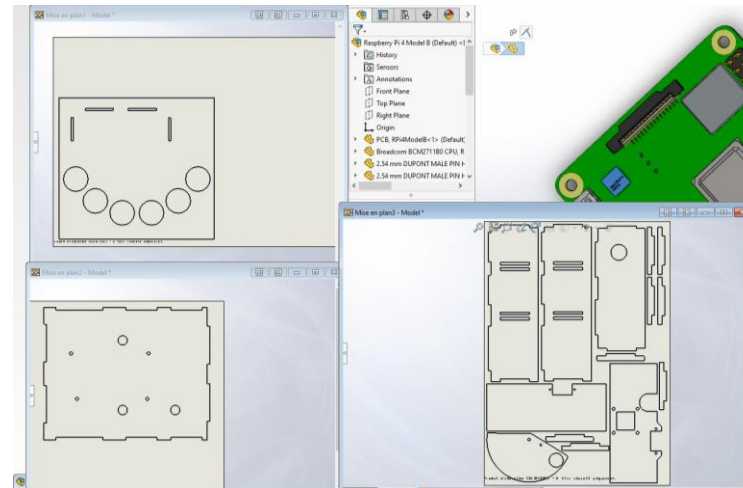 Mise en plan1 - Model *
Raspberry Pi 4 Model B (Default) <
History
Sensors
Annotations
Front Plane
Top Plane
Right Plane
Origin
PCB, RPi4ModelB<1> (Default
Broadcom BCM2711B0 CPU, R
2.54 mm DUPONT MALE PIN H
2.54 mm DUPONT MALE PIN H
Mise en plan3 - Model *
Mise en plan2 - Model *